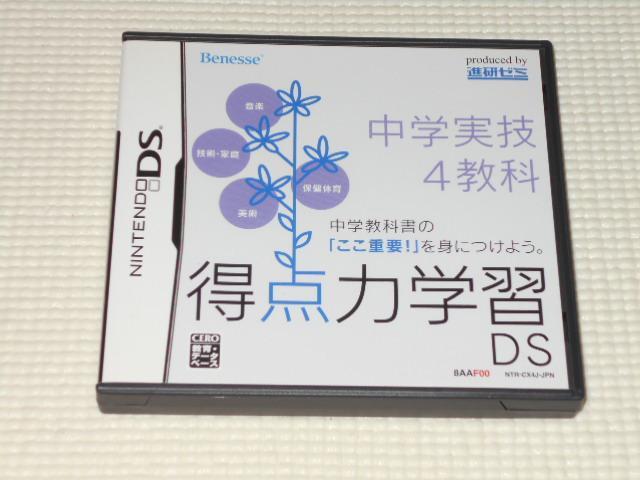 Benesse®
produced by
進研ゼミ
NINTENDO DS
音楽
技術・家庭
保健体育
美術
中学実技
4教科
中学教科書の
「ここ重要!」を身につけよう。
得点力学習
DS
CERO
教育・
データ
ベース
8AAF00
NTR-CX4J-JPN